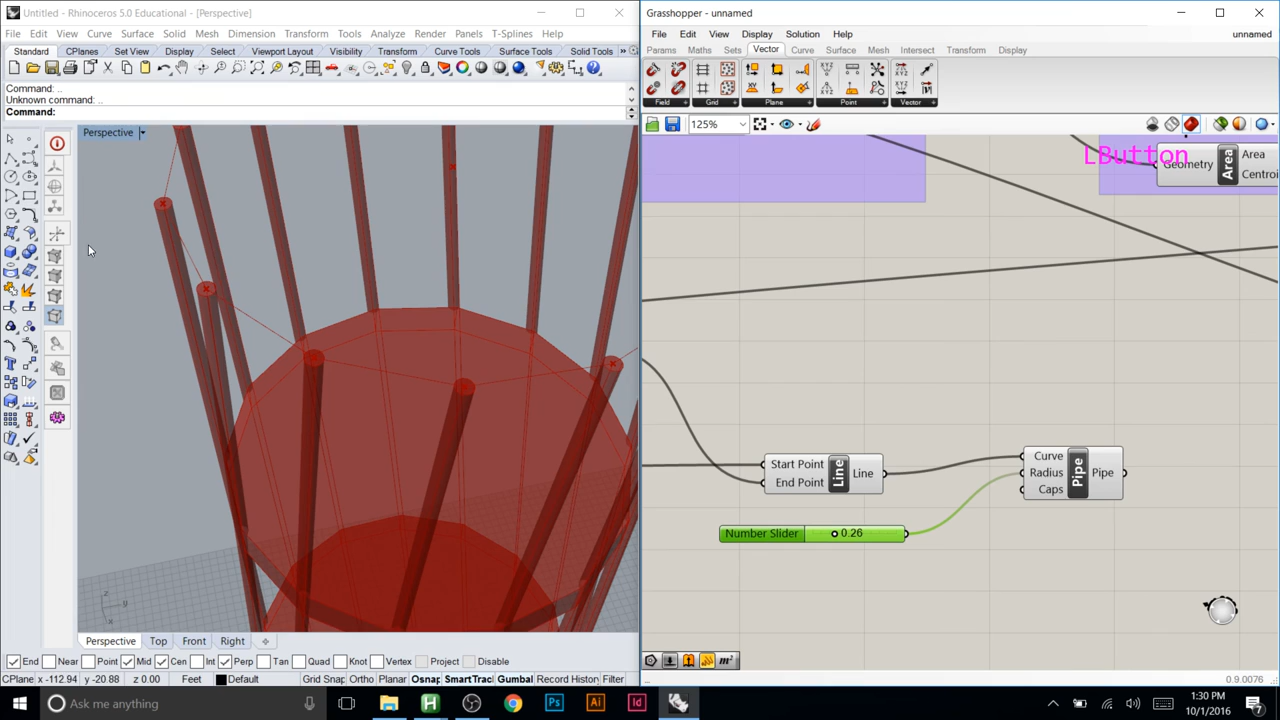 Untitled - Rhinoceros 5.0 Educational - [Perspective]
File Edit View Curve Surface Solid Mesh Dimension Transform Tools Analyze Render Panels T-Splines Help
Standard CPlanes Set View Display Select Viewport Layout Visibility Transform Curve Tools Surface Tools Solid Tools
Command: ..
Unknown command: ..
Command:
Perspective
z
y
x
Perspective Top Front Right
End Near Point Mid Cen Int Perp Tan Quad Knot Vertex Project Disable
CPlane x -112.94 y -20.88 z 0.00 Feet Default Grid Snap Ortho Planar Osnap SmartTrac Gumbal Record History Filter
Grasshopper - unnamed
File Edit View Display Solution Help unnamed
Params Maths Sets Vector Curve Surface Mesh Intersect Transform Display
Field Grid Plane Point Vector
125%
LButton
Geometry Area Area
Centroi
Start Point
End Point
Line
Line
Curve
Radius
Caps
Pipe
Pipe
Number Slider 0.26
m²
.. 0.9.0076
Ask me anything
1:30 PM
10/1/2016